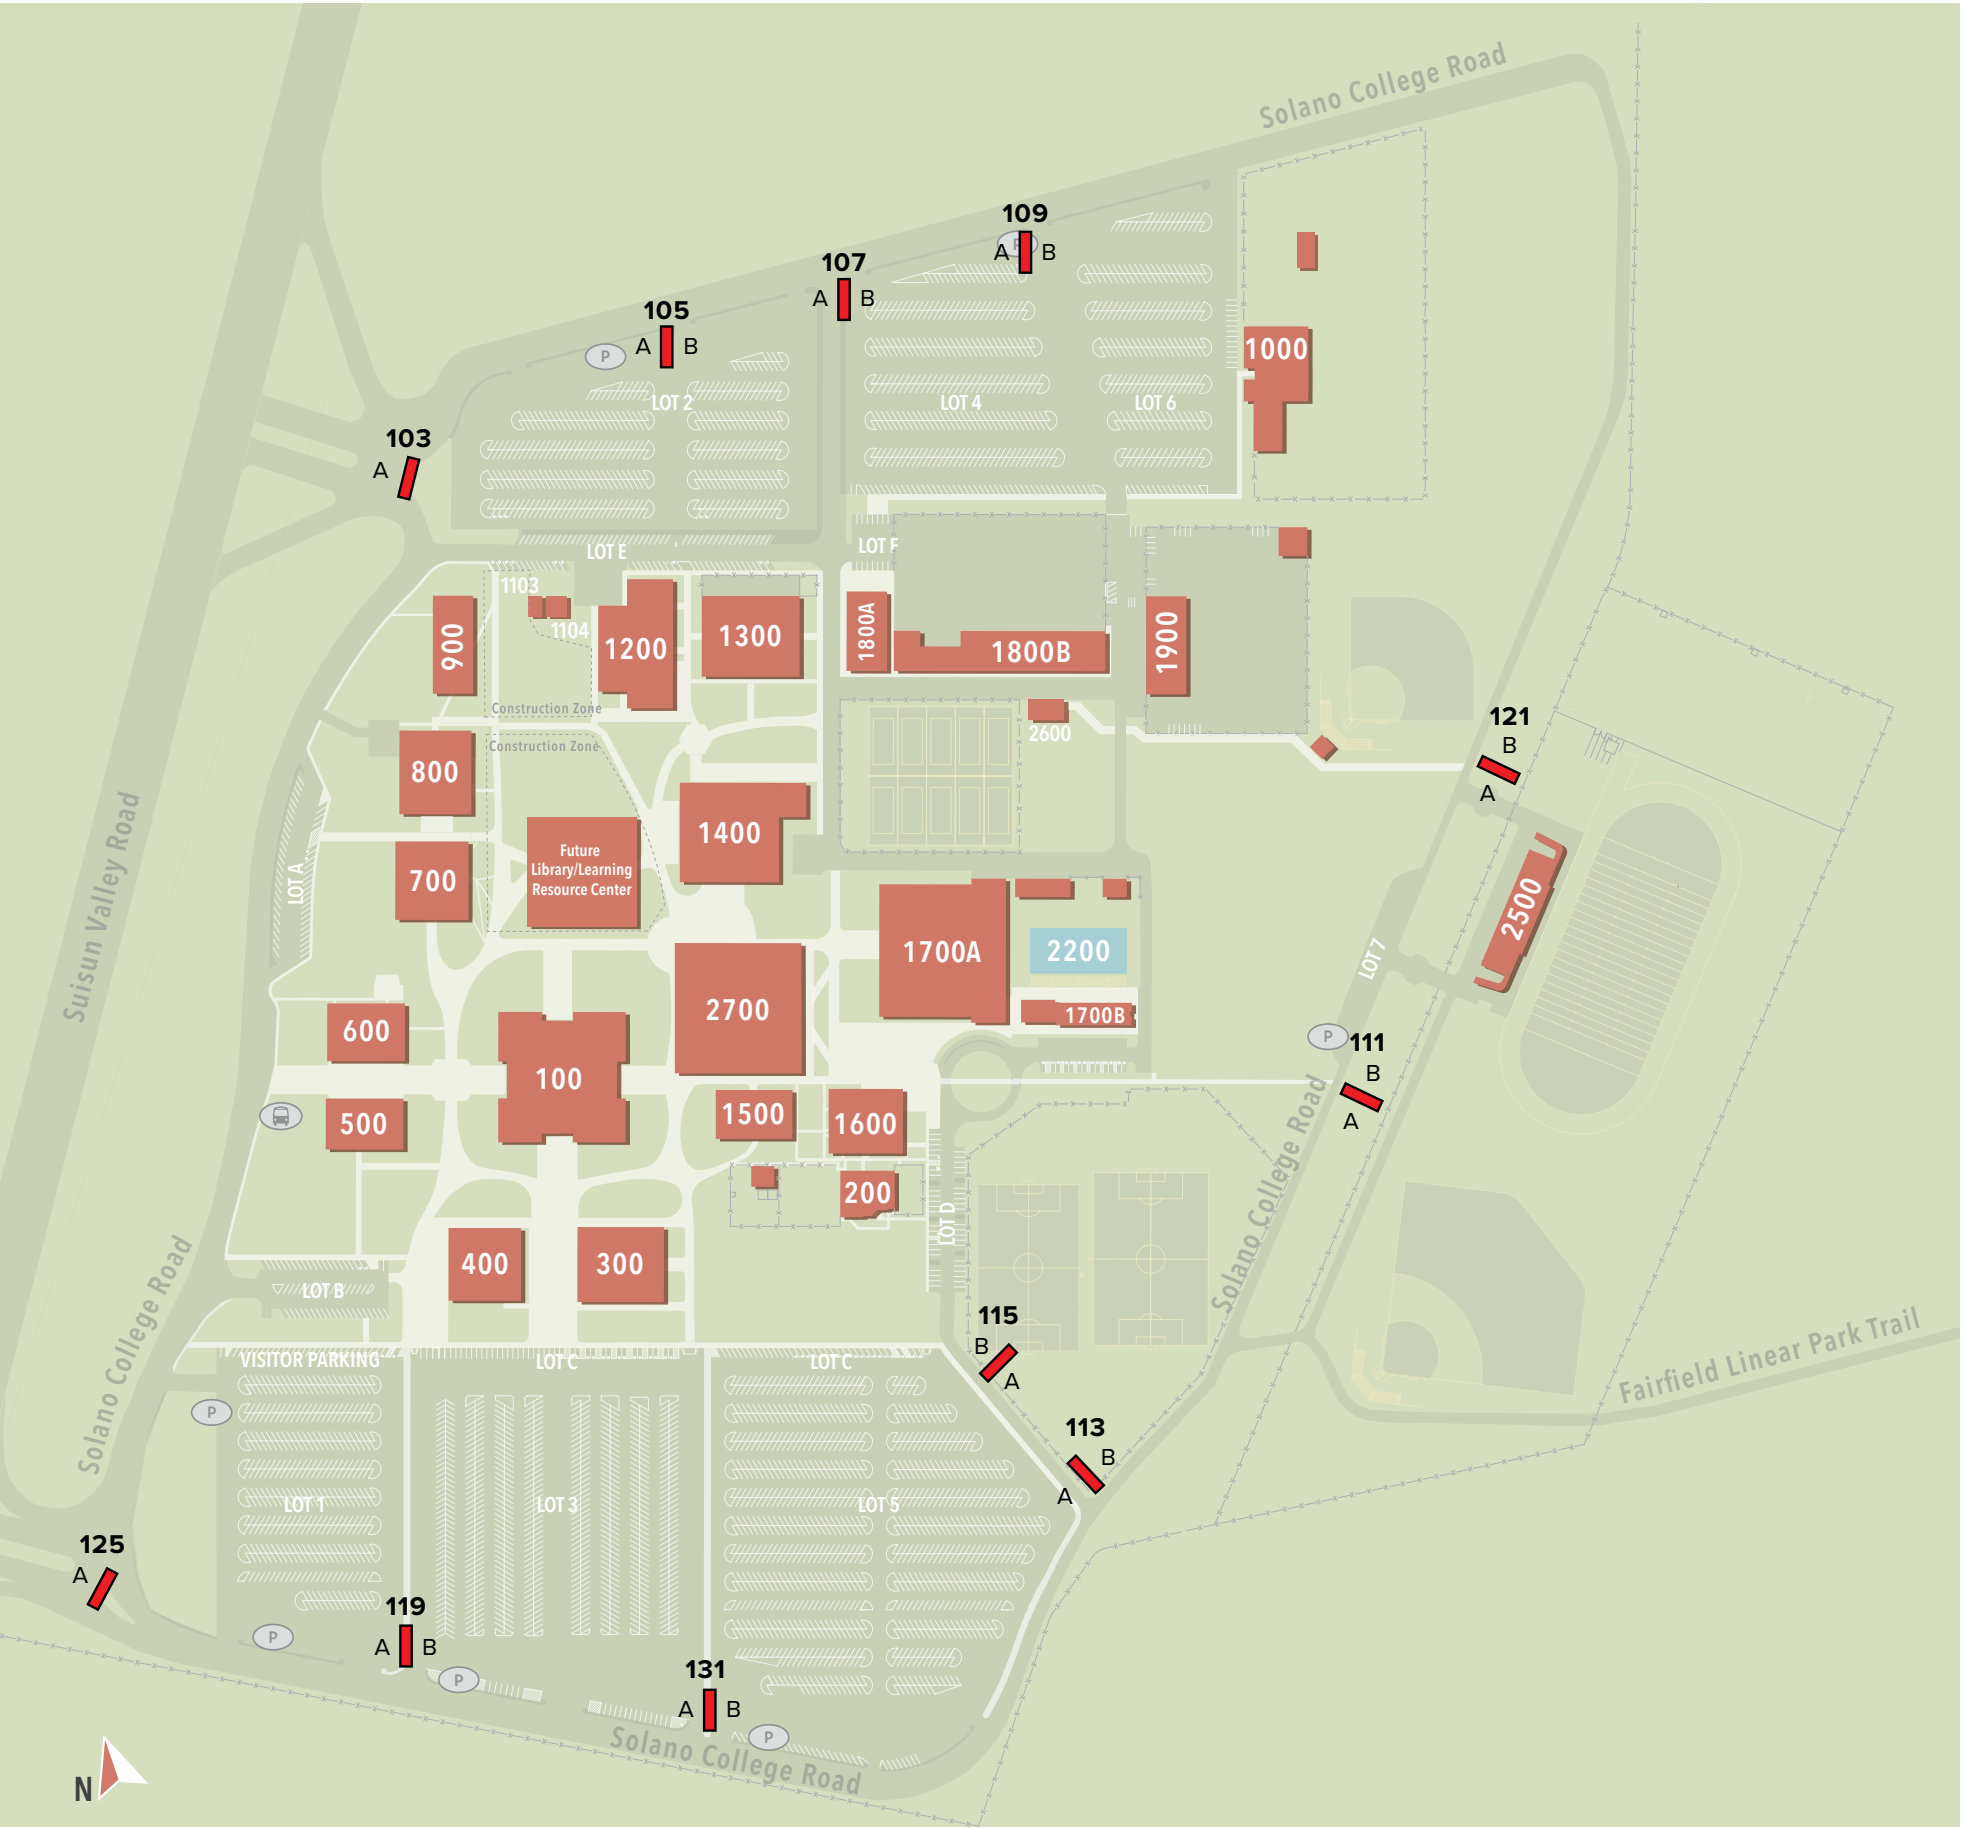 Solano College Road
109
A P B
107
A B
105
A B
P
1000
LOT 2
LOT 4
LOT 6
103
A
LOT E
LOT F
1103
1104
900
1200
1300
1800A
1800B
1900
Construction Zone
2600
121
B
A
Construction Zone
800
1400
Future
Library/Learning
Resource Center
700
LOT A
Suisun Valley Road
2500
1700A
2200
LOT 7
2700
1700B
600
P
111
B
A
100
500
1500
1600
200
LOT D
Solano College Road
400
300
LOT B
Solano College Road
115
B
A
VISITOR PARKING
LOT C
LOT C
Fairfield Linear Park Trail
P
113
B
A
LOT 1
LOT 3
LOT 5
125
A
119
A B
P
P
131
A B
P
Solano College Road
N